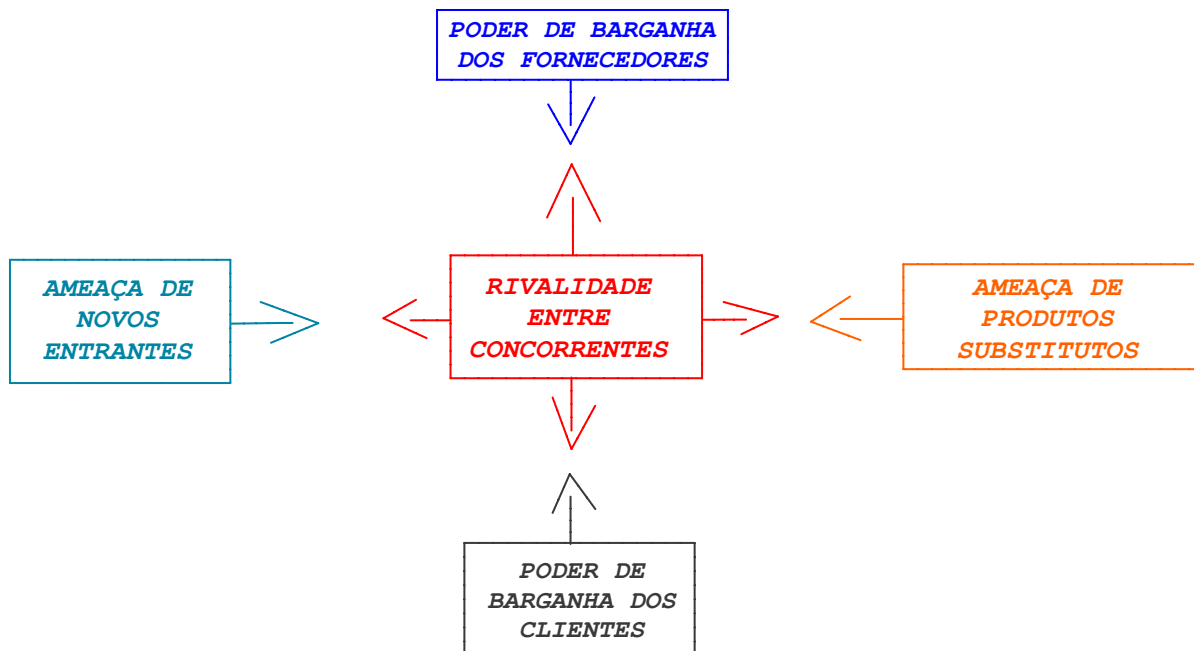 PODER DE BARGANHA
DOS FORNECEDORES
AMEAÇA DE
NOVOS
ENTRANTES
RIVALIDADE
ENTRE
CONCORRENTES
AMEAÇA DE
PRODUTOS
SUBSTITUTOS
PODER DE
BARGANHA DOS
CLIENTES